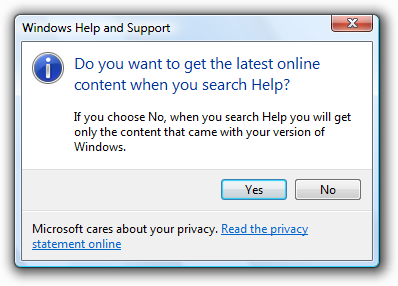 Windows Help and Support
Do you want to get the latest online
content when you search Help?
If you choose No, when you search Help you will get
only the content that came with your version of
Windows.
Yes No
Microsoft cares about your privacy. Read the privacy
statement online